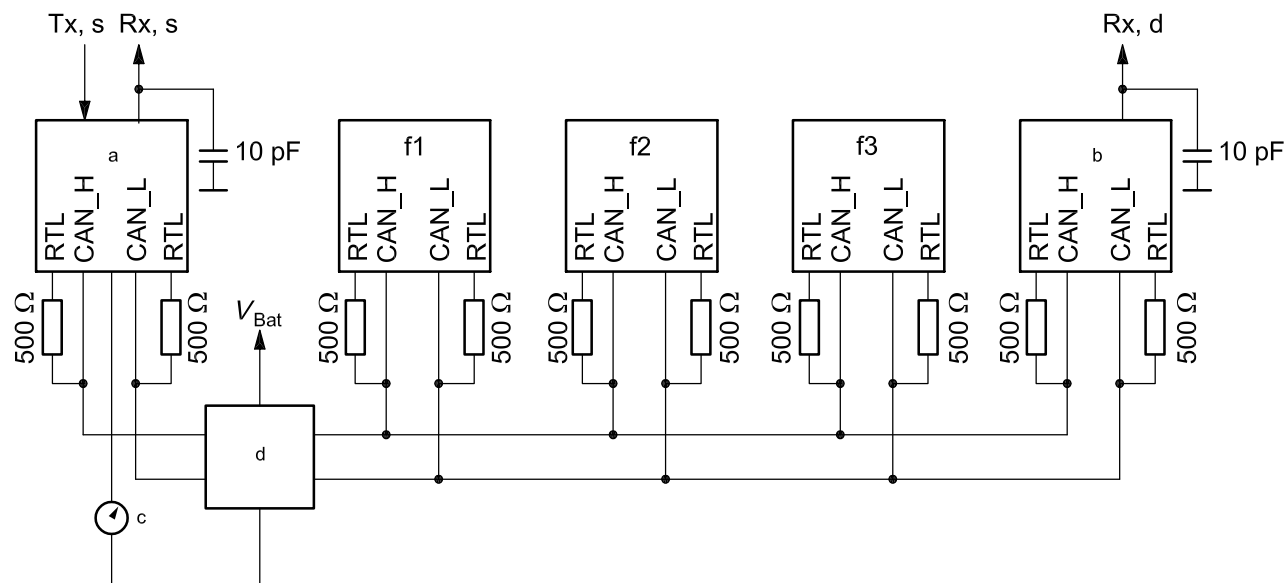 Tx, s Rx, s Rx, d
10 pF 10 pF
a f1 f2 f3 b
RTL CAN_H CAN_L RTL
RTL CAN_H CAN_L RTL
RTL CAN_H CAN_L RTL
RTL CAN_H CAN_L RTL
RTL CAN_H CAN_L RTL
500 Ω 500 Ω 500 Ω 500 Ω 500 Ω 500 Ω 500 Ω 500 Ω 500 Ω 500 Ω
VBat
d
c